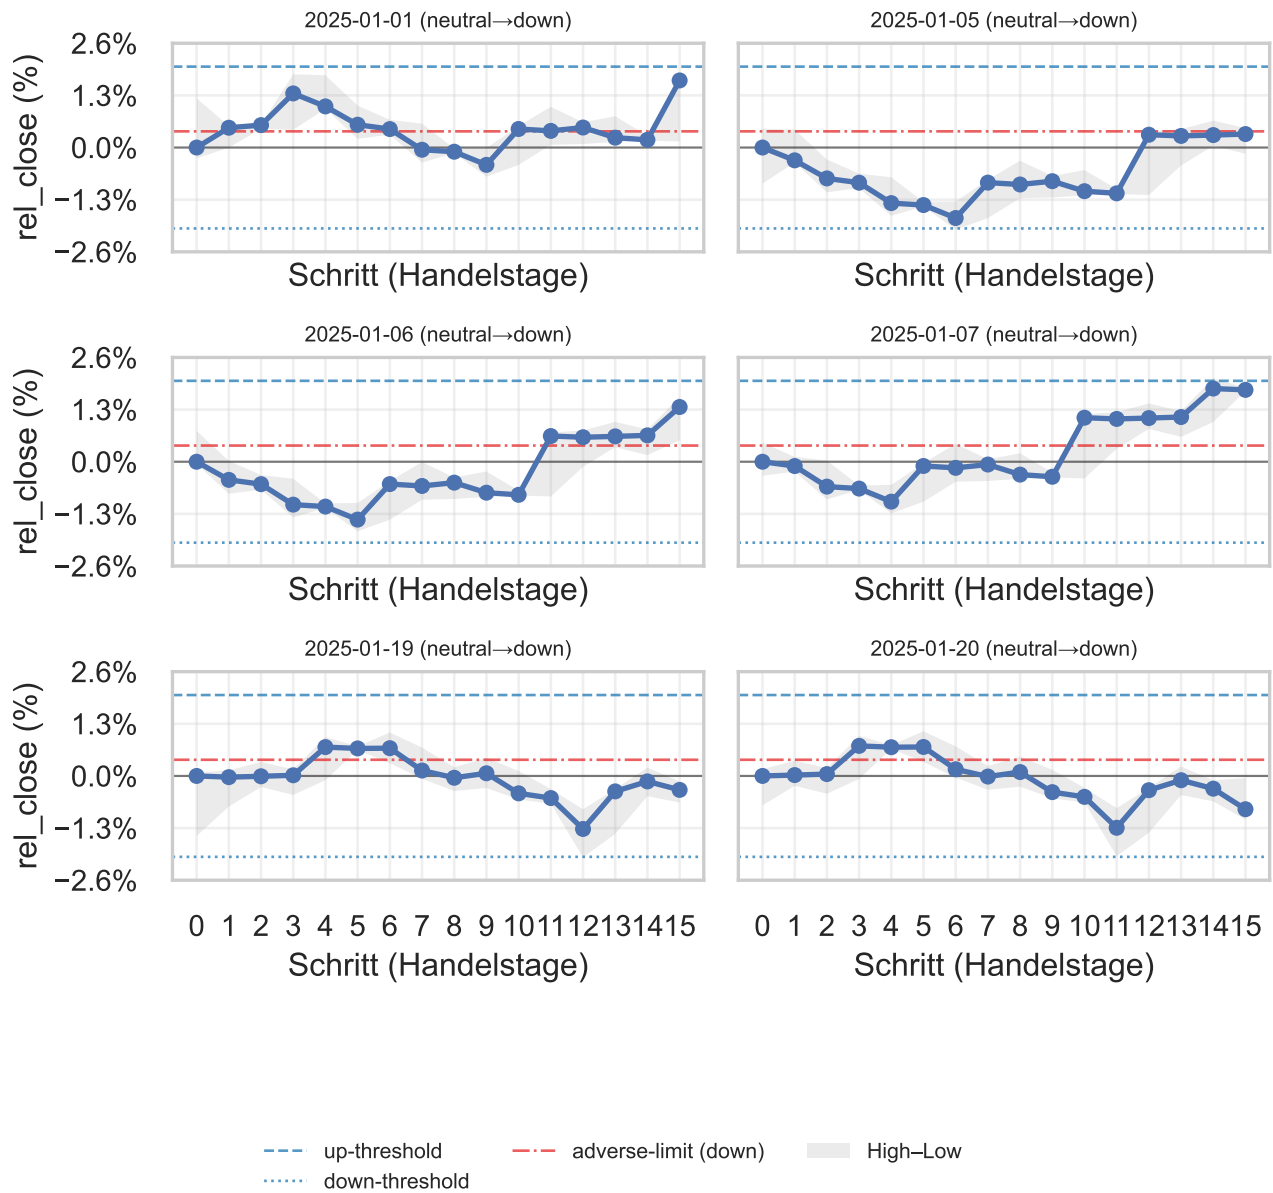 2025-01-01 (neutral→down)
2025-01-05 (neutral→down)
rel_close (%)
2.6%
1.3%
0.0%
−1.3%
−2.6%
Schritt (Handelstage)
Schritt (Handelstage)
2025-01-06 (neutral→down)
2025-01-07 (neutral→down)
rel_close (%)
2.6%
1.3%
0.0%
−1.3%
−2.6%
Schritt (Handelstage)
Schritt (Handelstage)
2025-01-19 (neutral→down)
2025-01-20 (neutral→down)
rel_close (%)
2.6%
1.3%
0.0%
−1.3%
−2.6%
0 1 2 3 4 5 6 7 8 9 10 11 12 13 14 15
0 1 2 3 4 5 6 7 8 9 10 11 12 13 14 15
Schritt (Handelstage)
Schritt (Handelstage)
up-threshold
down-threshold
adverse-limit (down)
High–Low